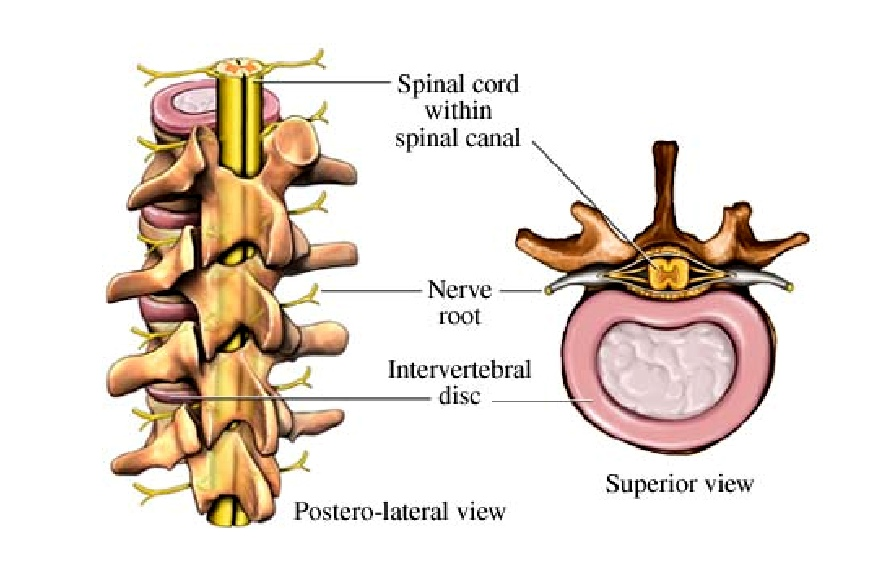 Spinal cord
within
spinal canal
Nerve
root
Intervertebral
disc
Superior view
Postero-lateral view